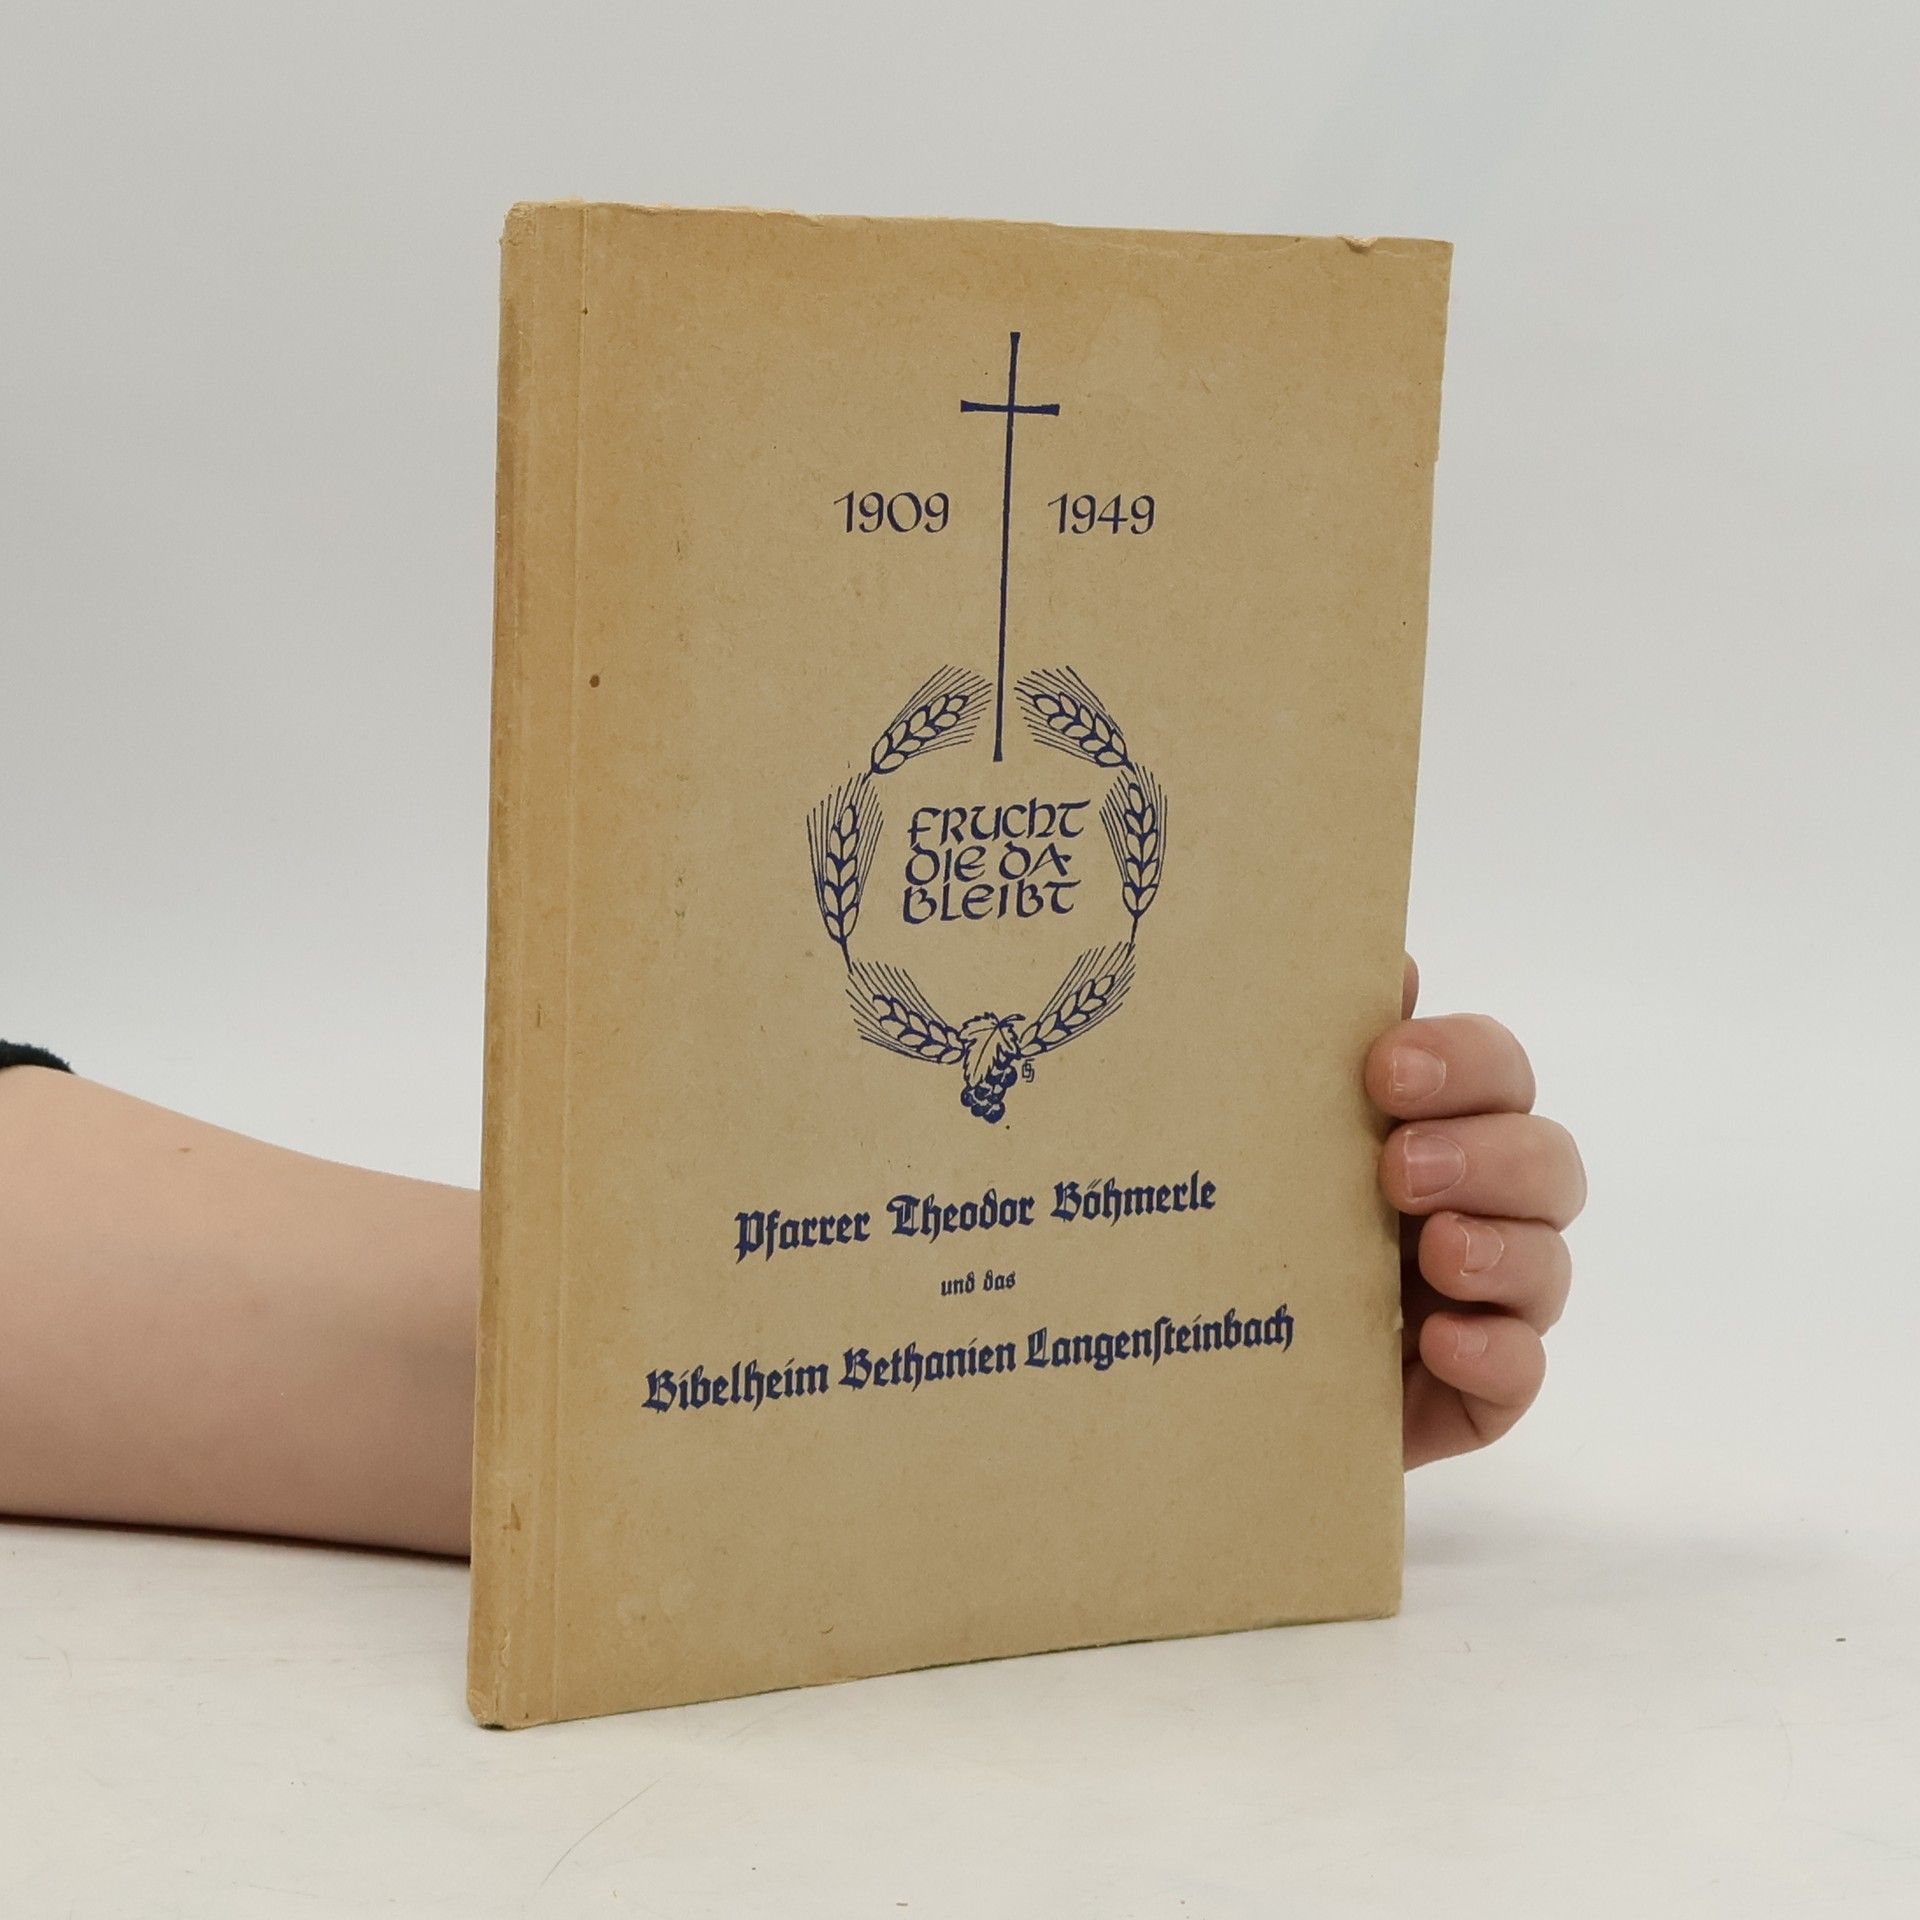 1909 1949
FRUCHT
DIE DA
BLEIBT
Pfarrer Theodor Böhmerle
und das
Bibelheim Bethanien Langenſteinbach